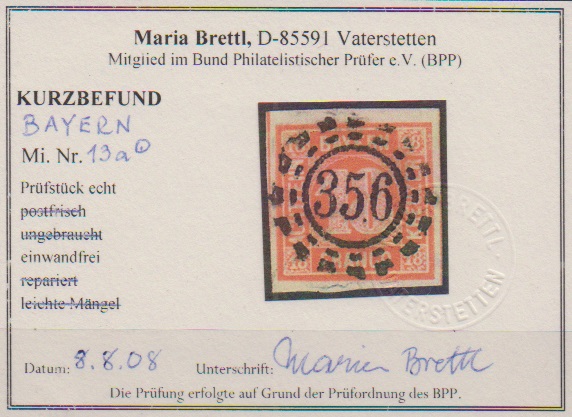 Maria Brettl, D-85591 Vaterstetten
Mitglied im Bund Philatelistischer Prüfer e.V. (BPP)
KURZBEFUND
BAYERN
Mi. Nr. 13a
Prüfstück echt
postfrisch
ungebraucht
einwandfrei
repariert
leichte Mängel
356
18
BRETTL
VATERSTETTEN
Datum: 8.8.08 Unterschrift: Maria Brettl
Die Prüfung erfolgte auf Grund der Prüfordnung des BPP.